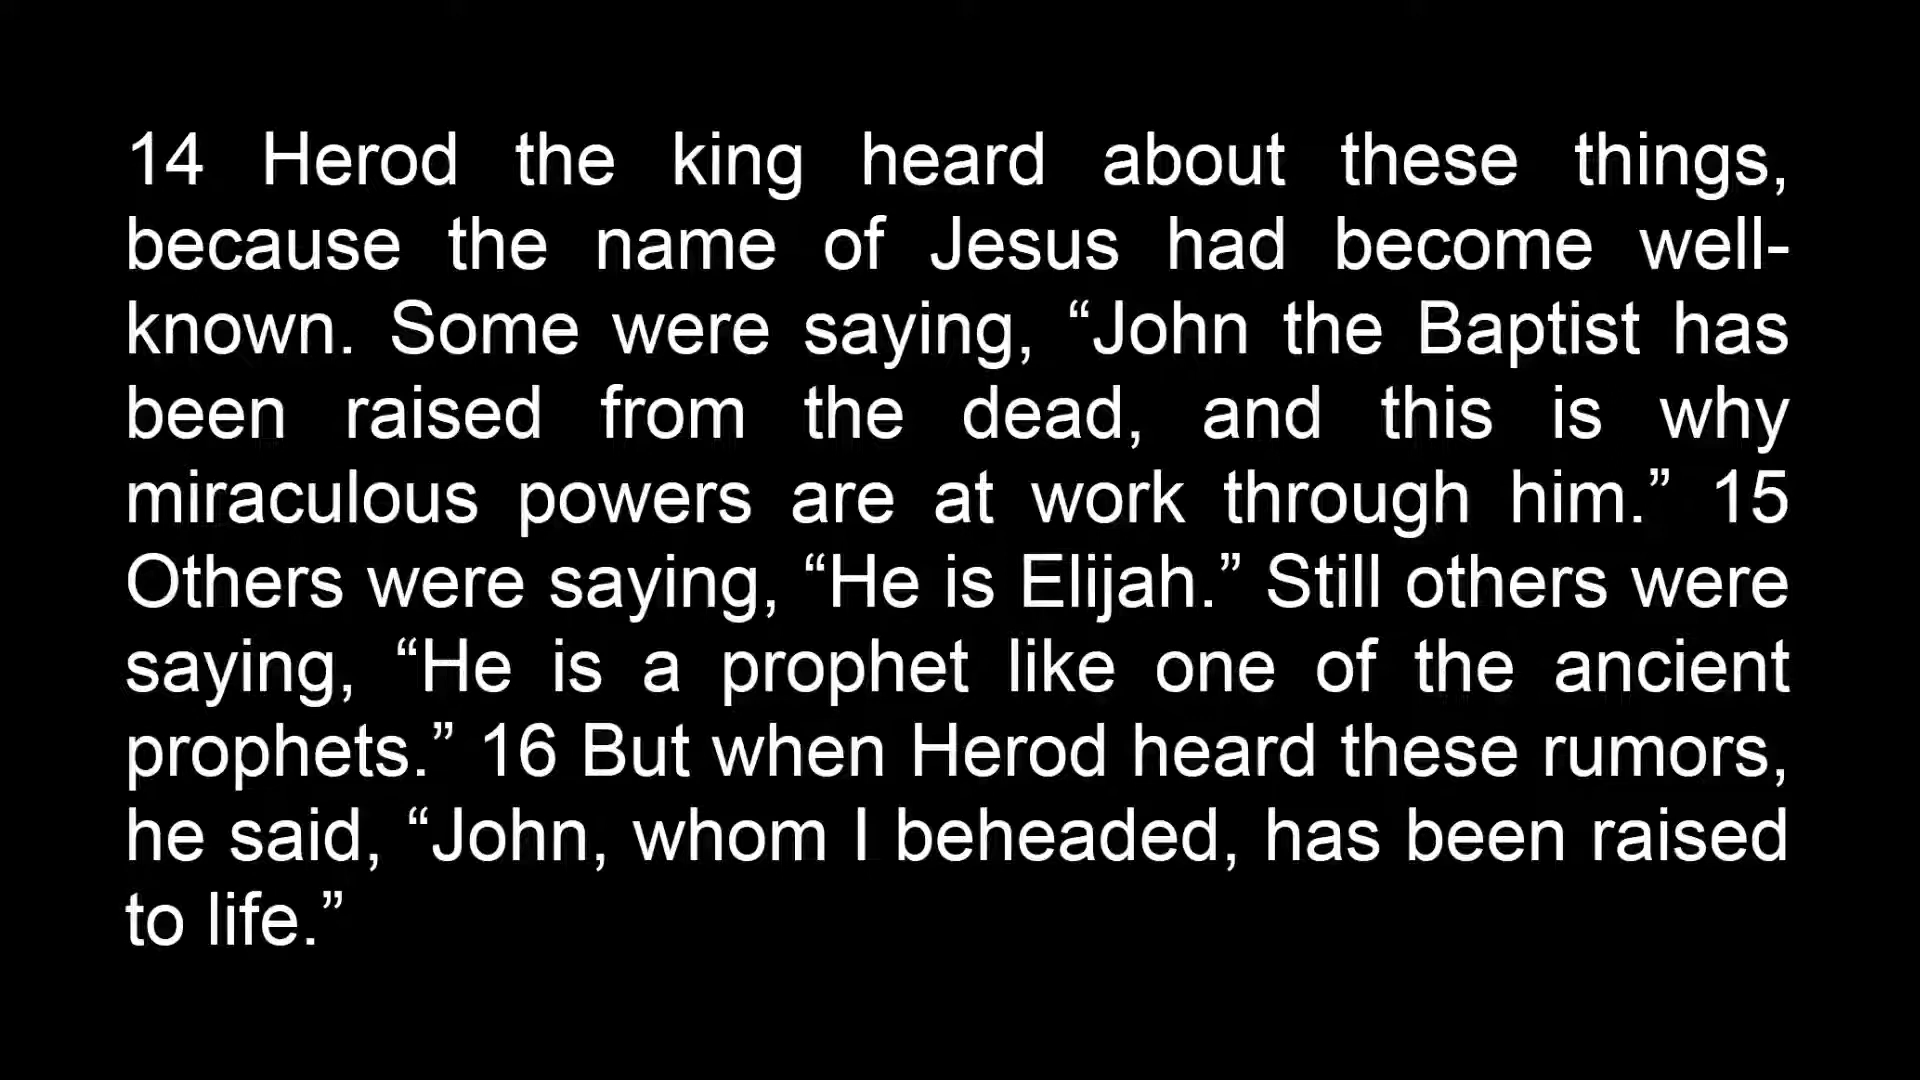 14 Herod the king heard about these things,
because the name of Jesus had become well-
known. Some were saying, “John the Baptist has
been raised from the dead, and this is why
miraculous powers are at work through him.” 15
Others were saying, “He is Elijah.” Still others were
saying, “He is a prophet like one of the ancient
prophets.” 16 But when Herod heard these rumors,
he said, “John, whom I beheaded, has been raised
to life.”